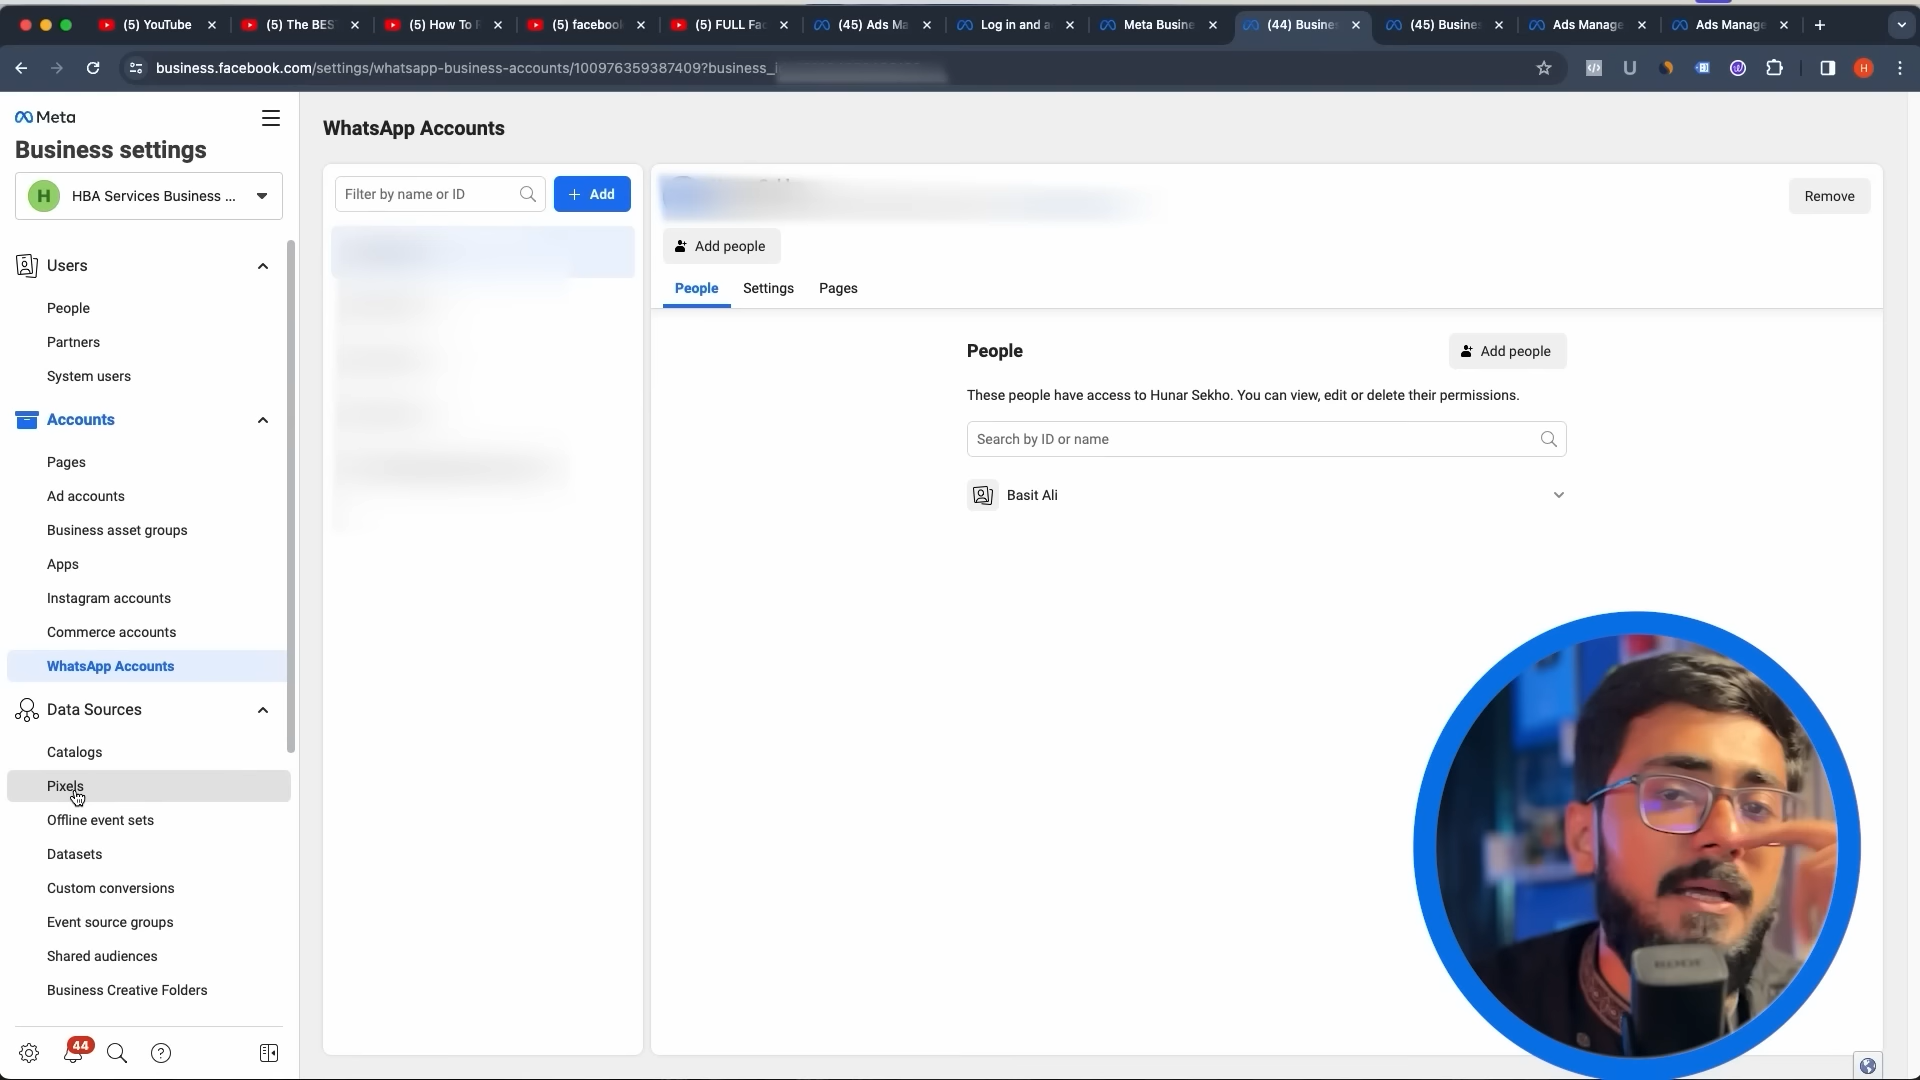 (5) YouTube
(5) The BES
(5) How To
(5) facebook
(5) FULL Fac
(45) Ads Ma
Log in and a
Meta Busine
(44) Busine
(45) Busine
Ads Manage
Ads Manage
business.facebook.com/settings/whatsapp-business-accounts/100976359387409?business_i
H
Meta
Business settings
H HBA Services Business ...
Users
People
Partners
System users
Accounts
Pages
Ad accounts
Business asset groups
Apps
Instagram accounts
Commerce accounts
WhatsApp Accounts
Data Sources
Catalogs
Pixels
Offline event sets
Datasets
Custom conversions
Event source groups
Shared audiences
Business Creative Folders
44
WhatsApp Accounts
Filter by name or ID
+ Add
Remove
Add people
People Settings Pages
People
Add people
These people have access to Hunar Sekho. You can view, edit or delete their permissions.
Search by ID or name
Basit Ali
RODE